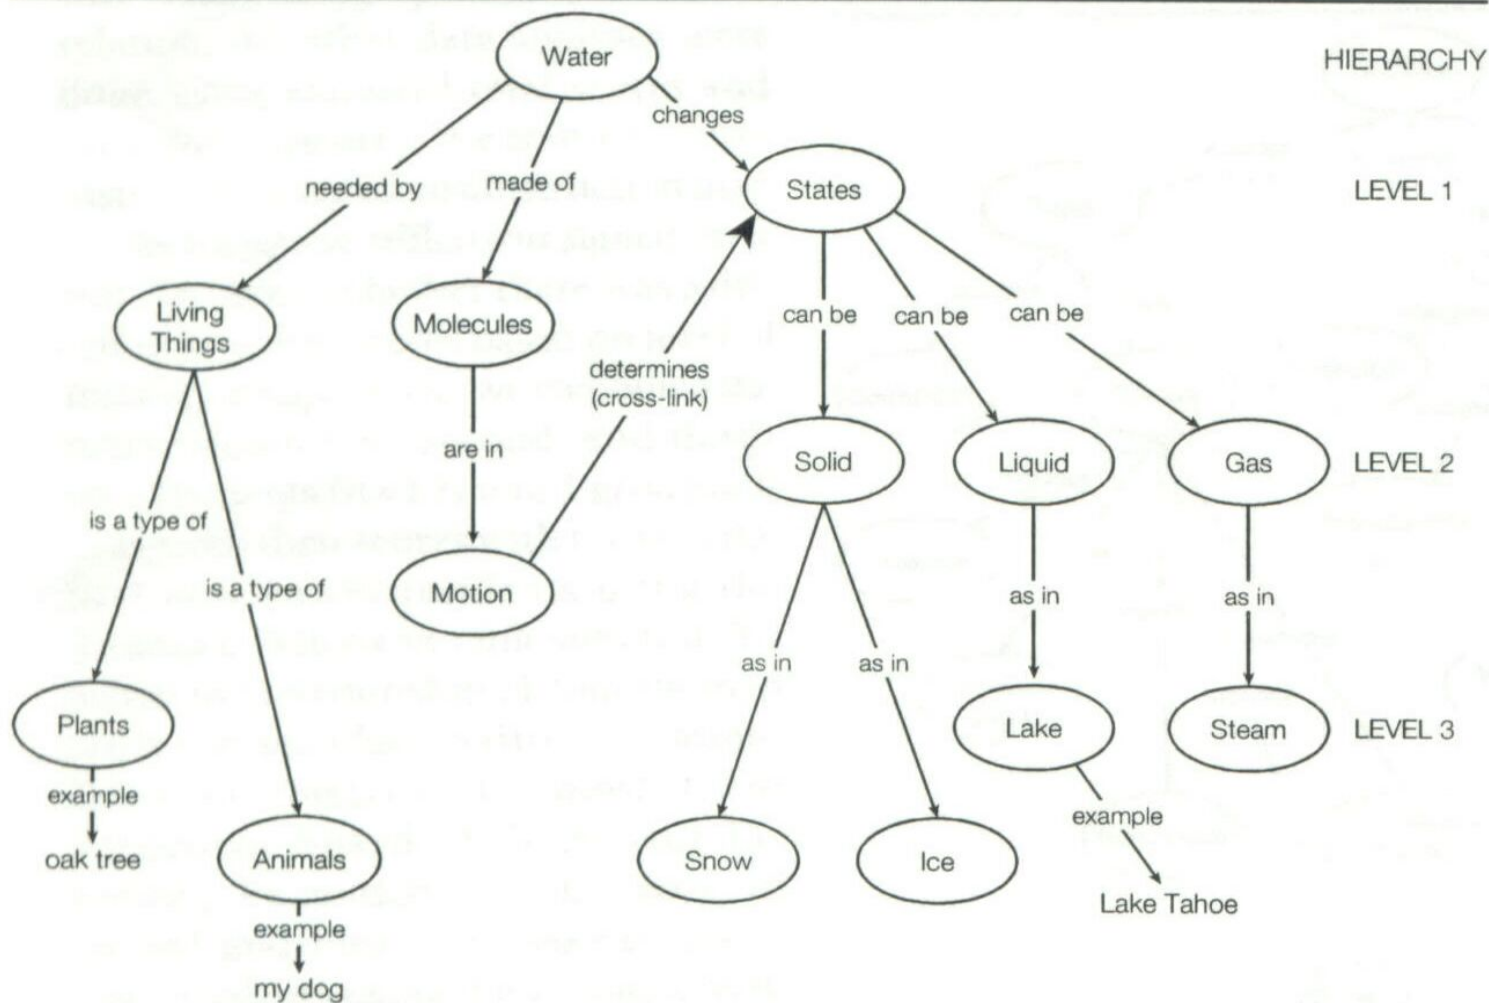 Water
HIERARCHY
changes
needed by
made of
States
LEVEL 1
Living
Things
Molecules
can be
can be
can be
determines
(cross-link)
are in
Solid
Liquid
Gas
LEVEL 2
is a type of
is a type of
Motion
as in
as in
as in
as in
Plants
Lake
Steam
LEVEL 3
example
example
oak tree
Animals
Snow
Ice
Lake Tahoe
example
my dog